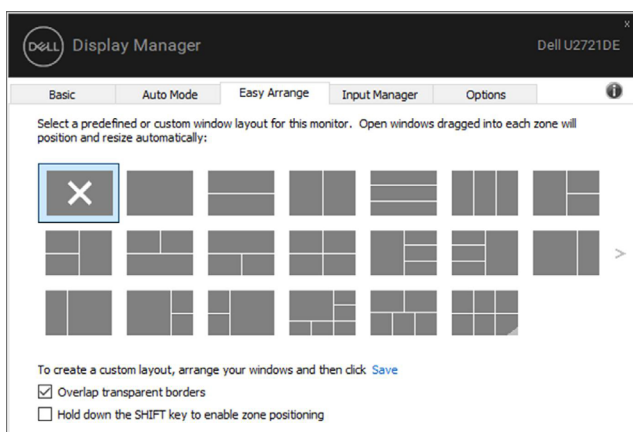 x
DELL Display Manager Dell U2721DE
Basic Auto Mode Easy Arrange Input Manager Options i
Select a predefined or custom window layout for this monitor. Open windows dragged into each zone will
position and resize automatically:
>
To create a custom layout, arrange your windows and then click Save
Overlap transparent borders
Hold down the SHIFT key to enable zone positioning